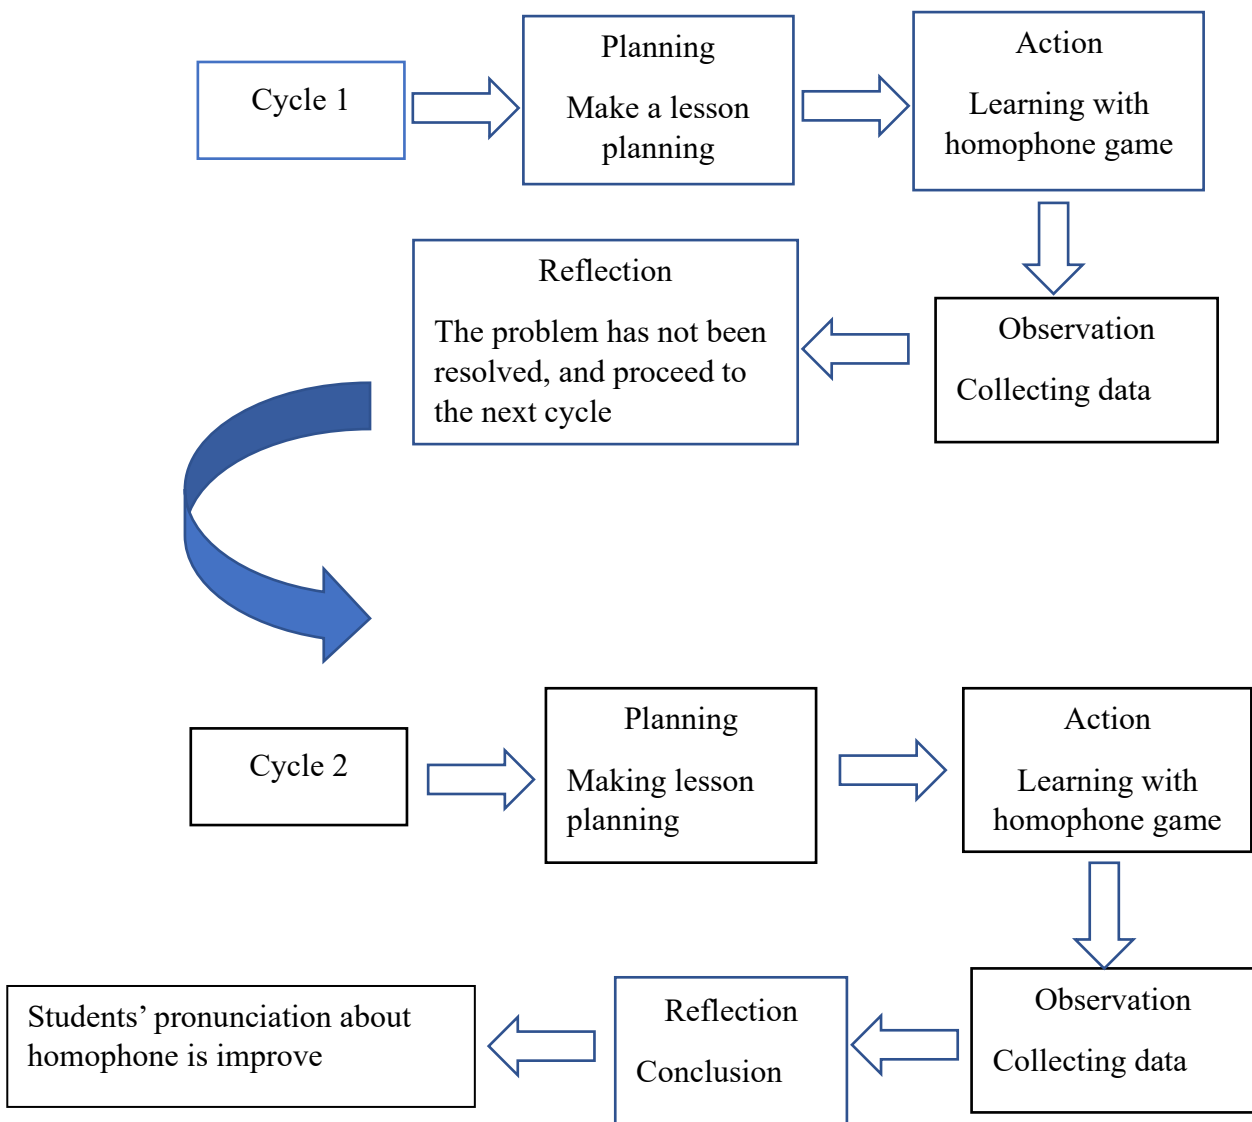 Cycle 1
Planning
Make a lesson
planning
Action
Learning with
homophone game
Observation
Collecting data
Reflection
The problem has not been
resolved, and proceed to
the next cycle
Cycle 2
Planning
Making lesson
planning
Action
Learning with
homophone game
Observation
Collecting data
Reflection
Conclusion
Students’ pronunciation about
homophone is improve